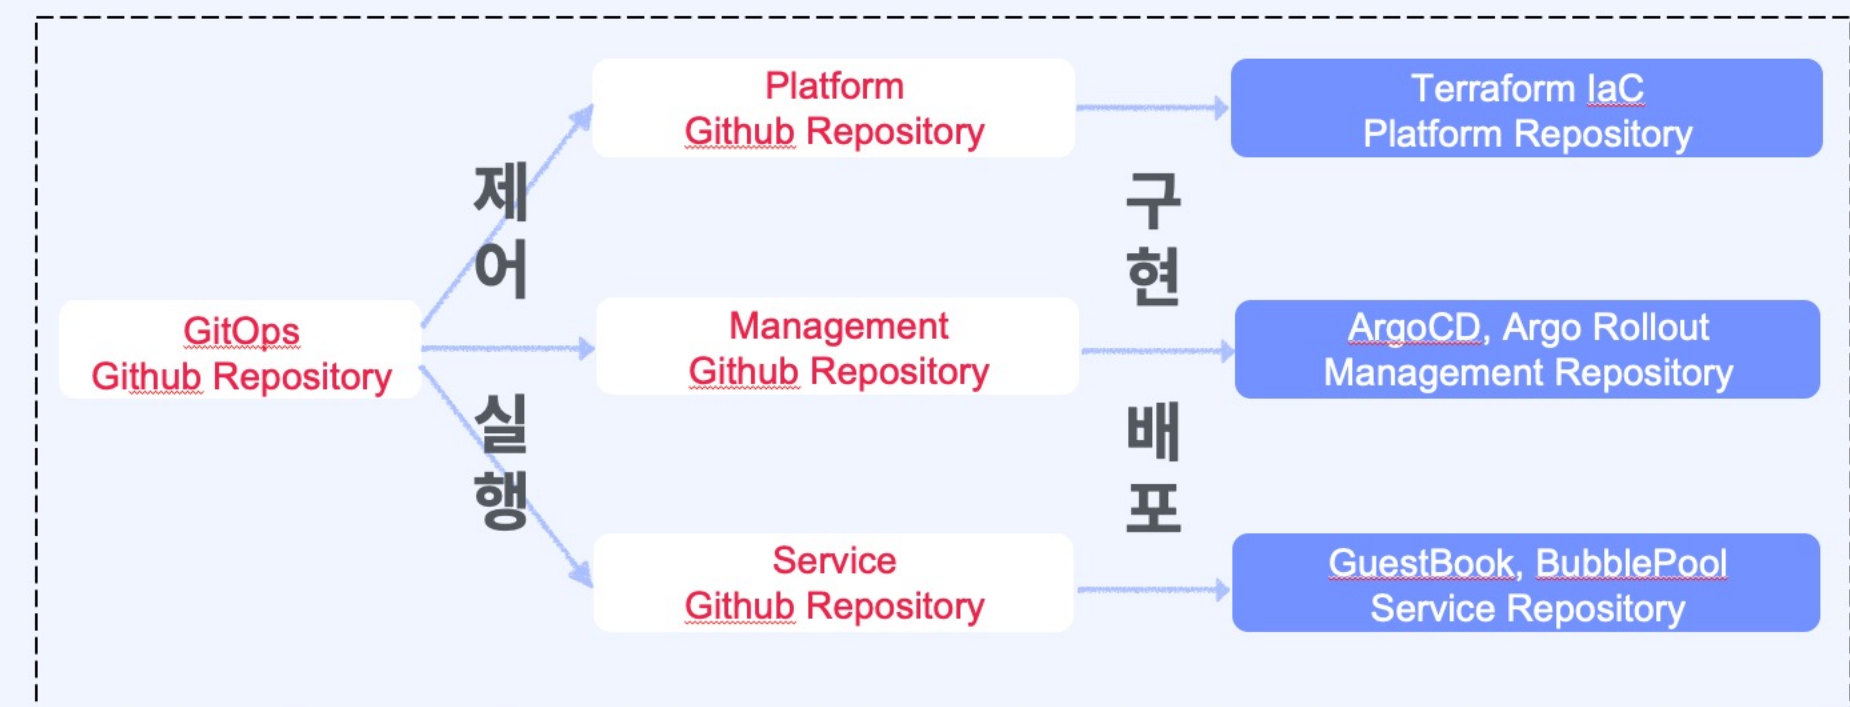 Platform
Github Repository
Terraform IaC
Platform Repository
제
어
구
현
GitOps
Github Repository
Management
Github Repository
ArgoCD, Argo Rollout
Management Repository
실
행
배
포
Service
Github Repository
GuestBook, BubblePool
Service Repository